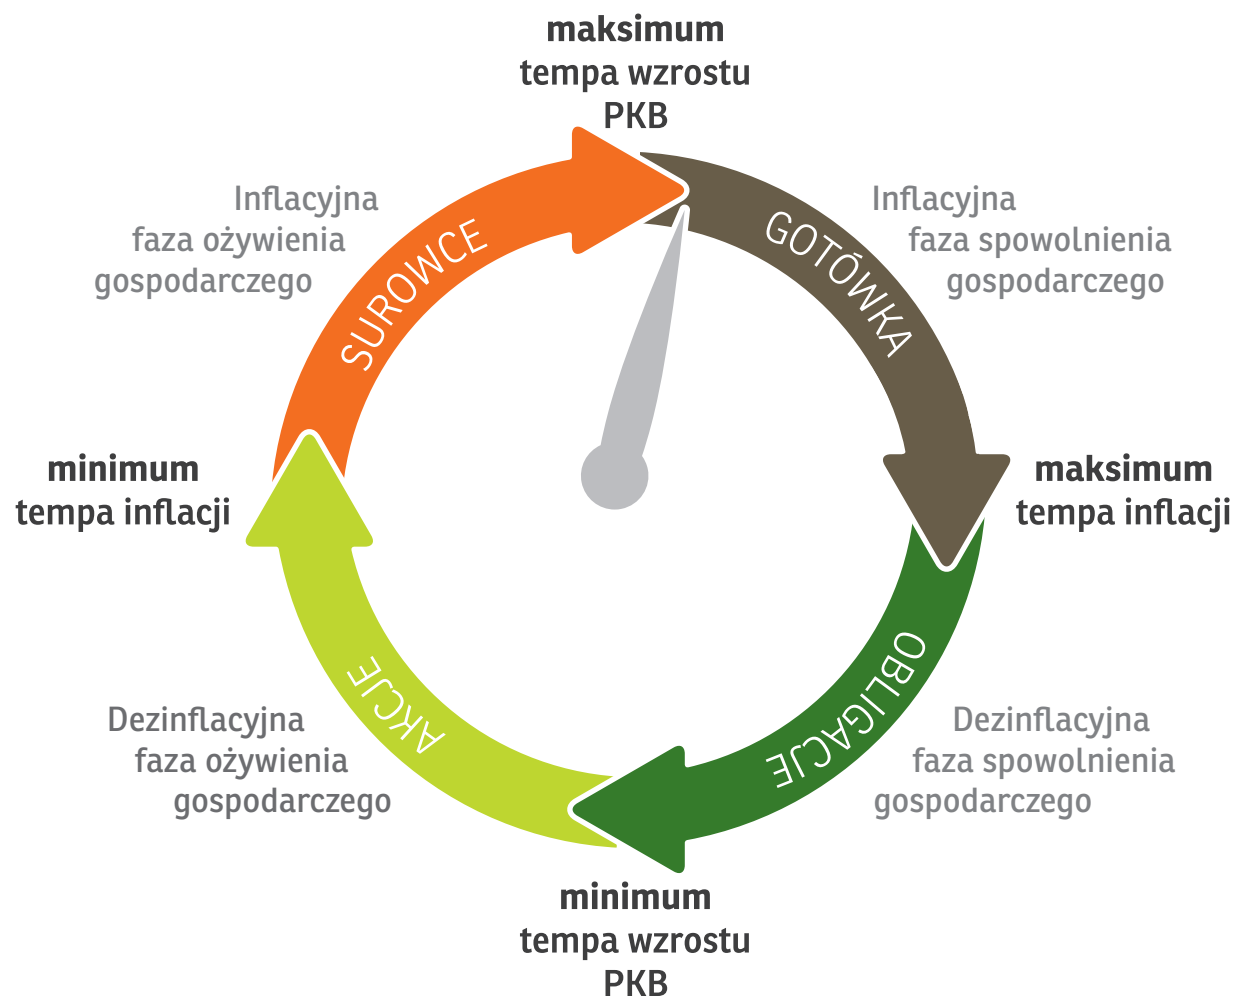 maksimum
tempa wzrostu
PKB
Inflacyjna
faza ożywienia
gospodarczego
SUROWCE
GOTÓWKA
Inflacyjna
faza spowolnienia
gospodarczego
minimum
tempa inflacji
maksimum
tempa inflacji
Dezinflacyjna
faza ożywienia
gospodarczego
AKCJE
OBLIGACJE
Dezinflacyjna
faza spowolnienia
gospodarczego
minimum
tempa wzrostu
PKB